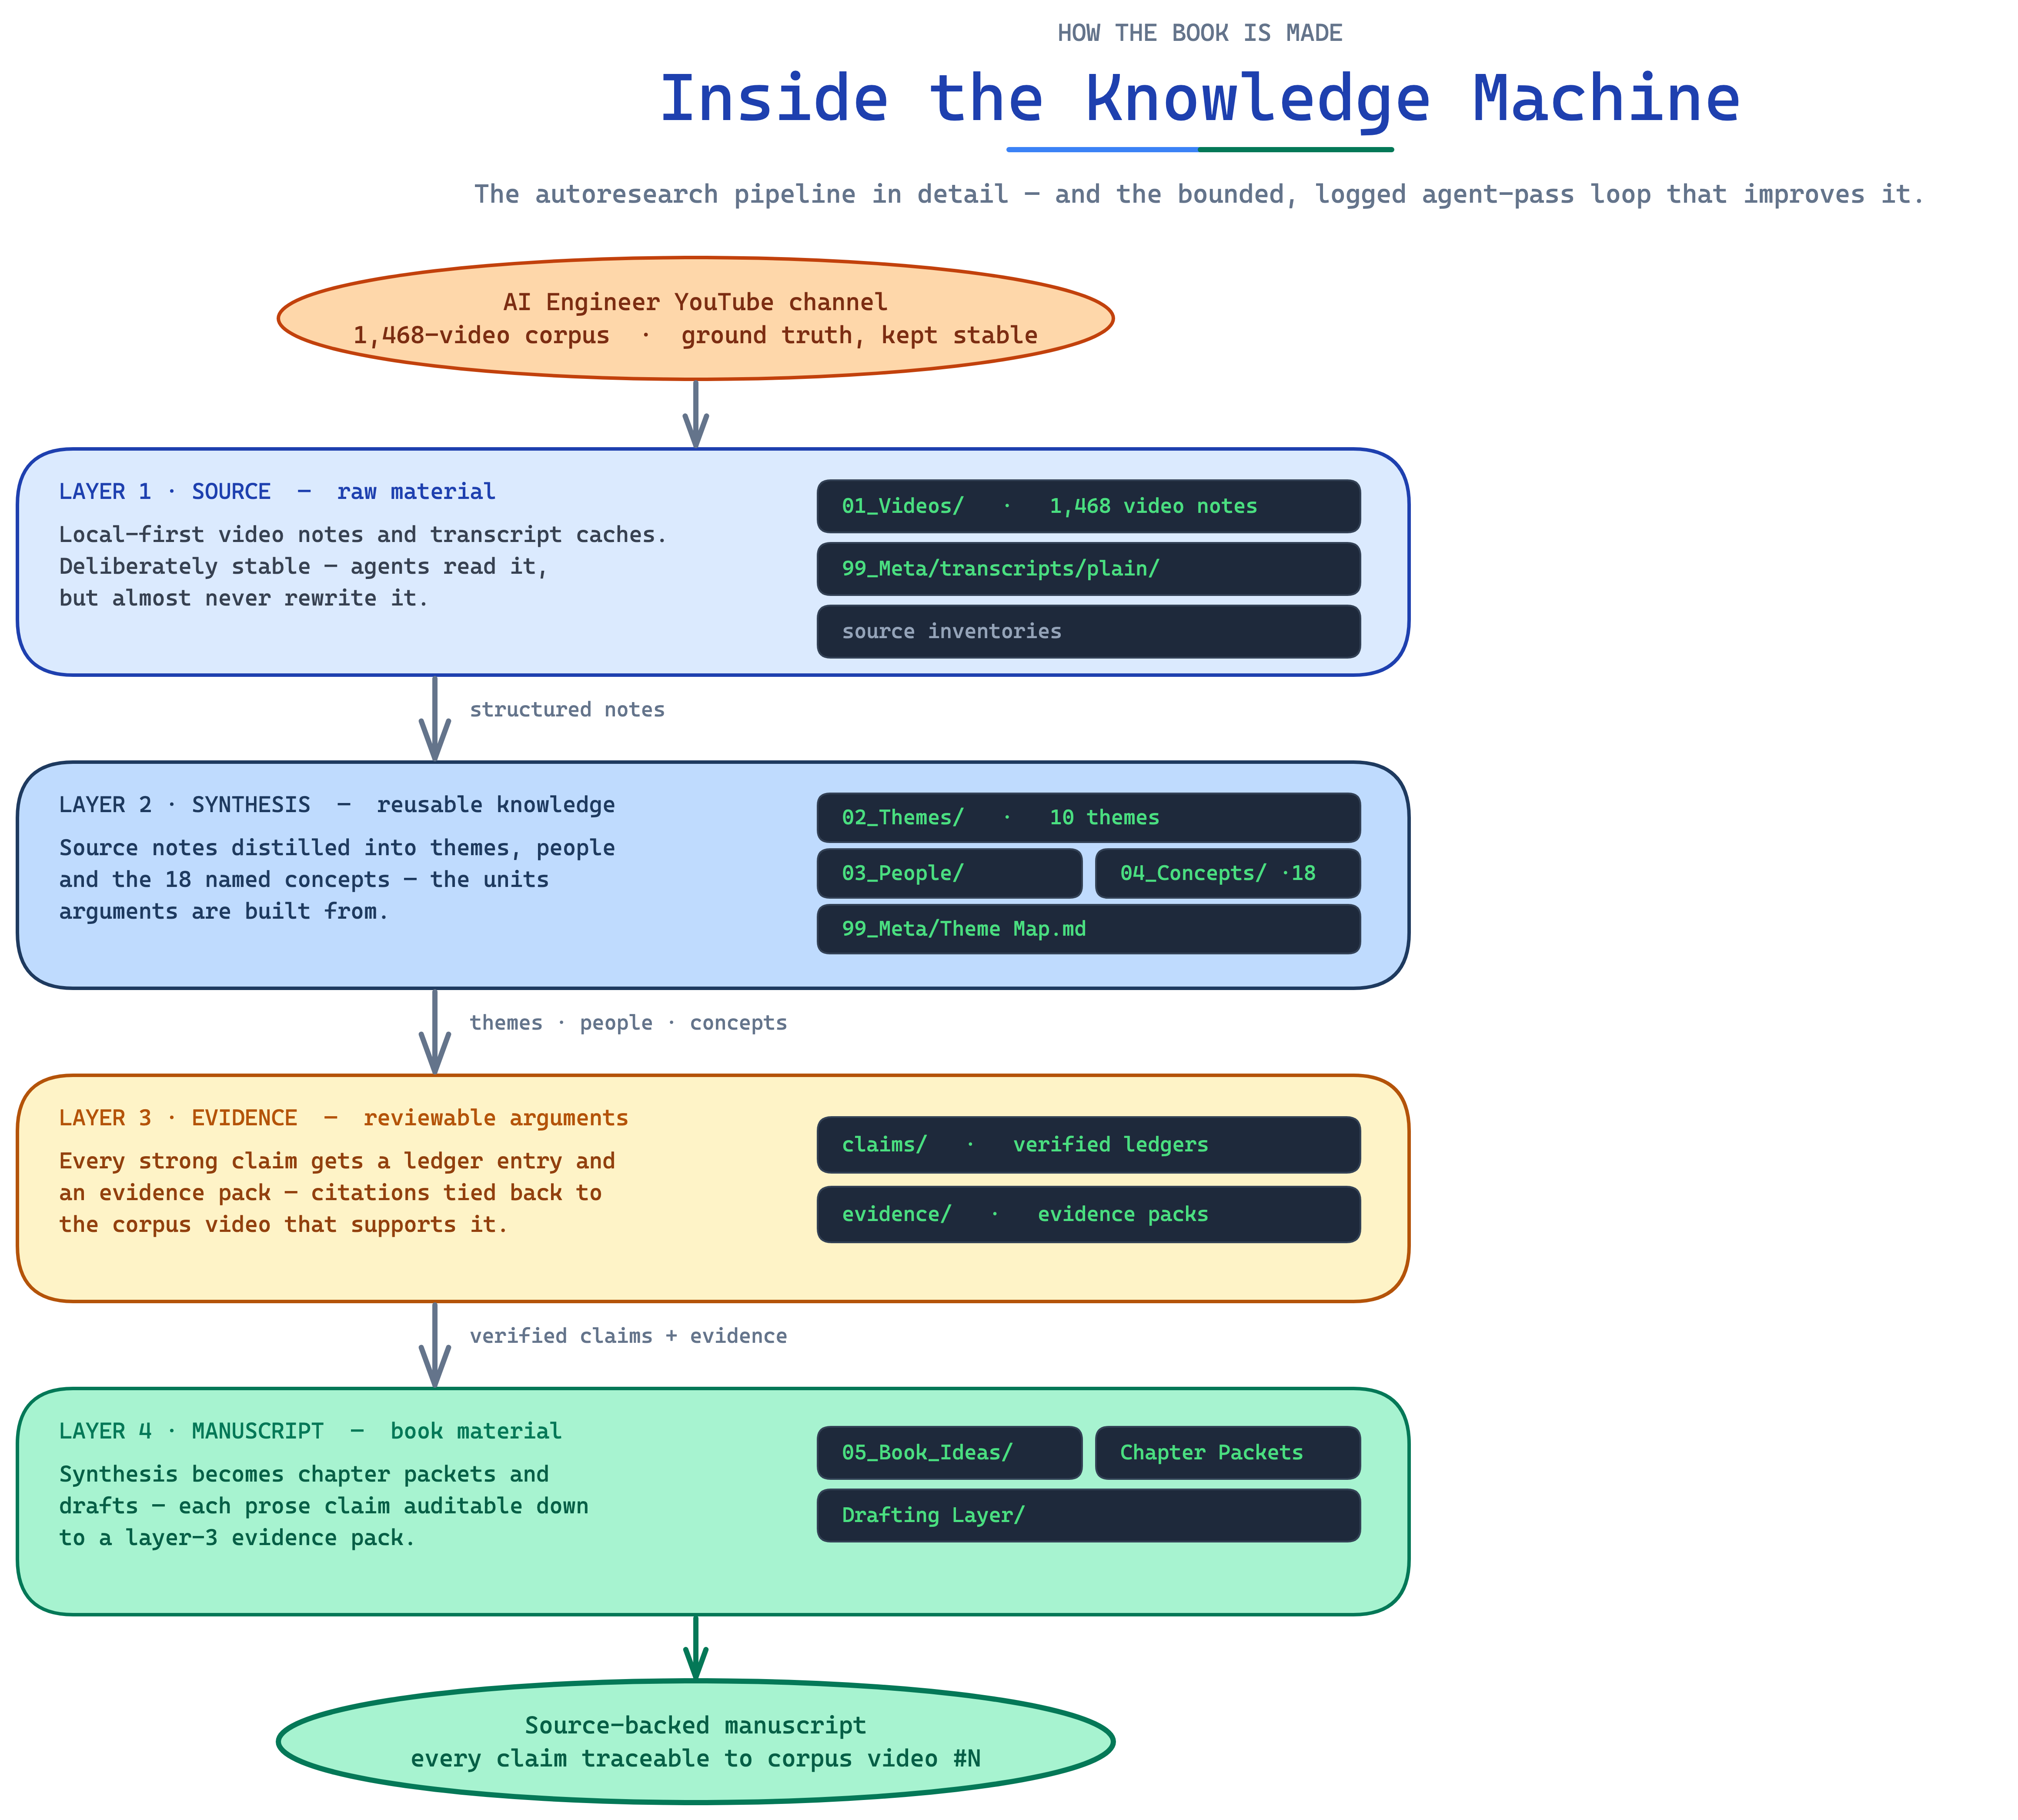 HOW THE BOOK IS MADE
Inside the Knowledge Machine
The autoresearch pipeline in detail — and the bounded, logged agent-pass loop that improves it.
AI Engineer YouTube channel
1,468-video corpus · ground truth, kept stable
LAYER 1 · SOURCE — raw material
Local-first video notes and transcript caches.
Deliberately stable — agents read it,
but almost never rewrite it.
01_Videos/ · 1,468 video notes
99_Meta/transcripts/plain/
source inventories
structured notes
LAYER 2 · SYNTHESIS — reusable knowledge
Source notes distilled into themes, people
and the 18 named concepts — the units
arguments are built from.
02_Themes/ · 10 themes
03_People/
04_Concepts/ ·18
99_Meta/Theme Map.md
themes · people · concepts
LAYER 3 · EVIDENCE — reviewable arguments
Every strong claim gets a ledger entry and
an evidence pack — citations tied back to
the corpus video that supports it.
claims/ · verified ledgers
evidence/ · evidence packs
verified claims + evidence
LAYER 4 · MANUSCRIPT — book material
Synthesis becomes chapter packets and
drafts — each prose claim auditable down
to a layer-3 evidence pack.
05_Book_Ideas/
Chapter Packets
Drafting Layer/
Source-backed manuscript
every claim traceable to corpus video #N